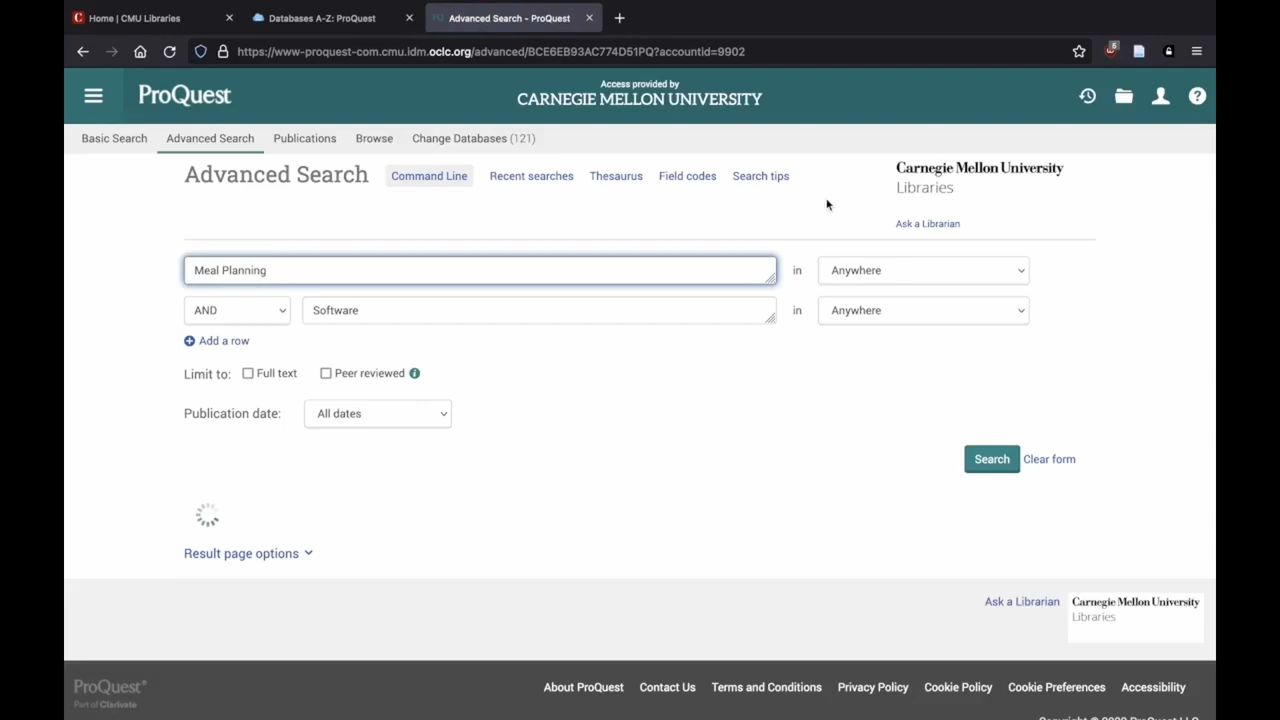 Home | CMU Libraries
Databases A-Z: ProQuest
Advanced Search - ProQuest
https://www-proquest-com.cmu.idm.oclc.org/advanced/BCE6EB93AC774D51PQ?accountid=9902
6
ProQuest
Access provided by
CARNEGIE MELLON UNIVERSITY
Basic Search
Advanced Search
Publications
Browse
Change Databases (121)
Advanced Search
Command Line
Recent searches
Thesaurus
Field codes
Search tips
Carnegie Mellon University
Libraries
Ask a Librarian
Meal Planning
in
Anywhere
AND
Software
in
Anywhere
Add a row
Limit to:
Full text
Peer reviewed
Publication date:
All dates
Search
Clear form
Result page options
Ask a Librarian
Carnegie Mellon University
Libraries
ProQuest
Part of Clarivate
About ProQuest
Contact Us
Terms and Conditions
Privacy Policy
Cookie Policy
Cookie Preferences
Accessibility